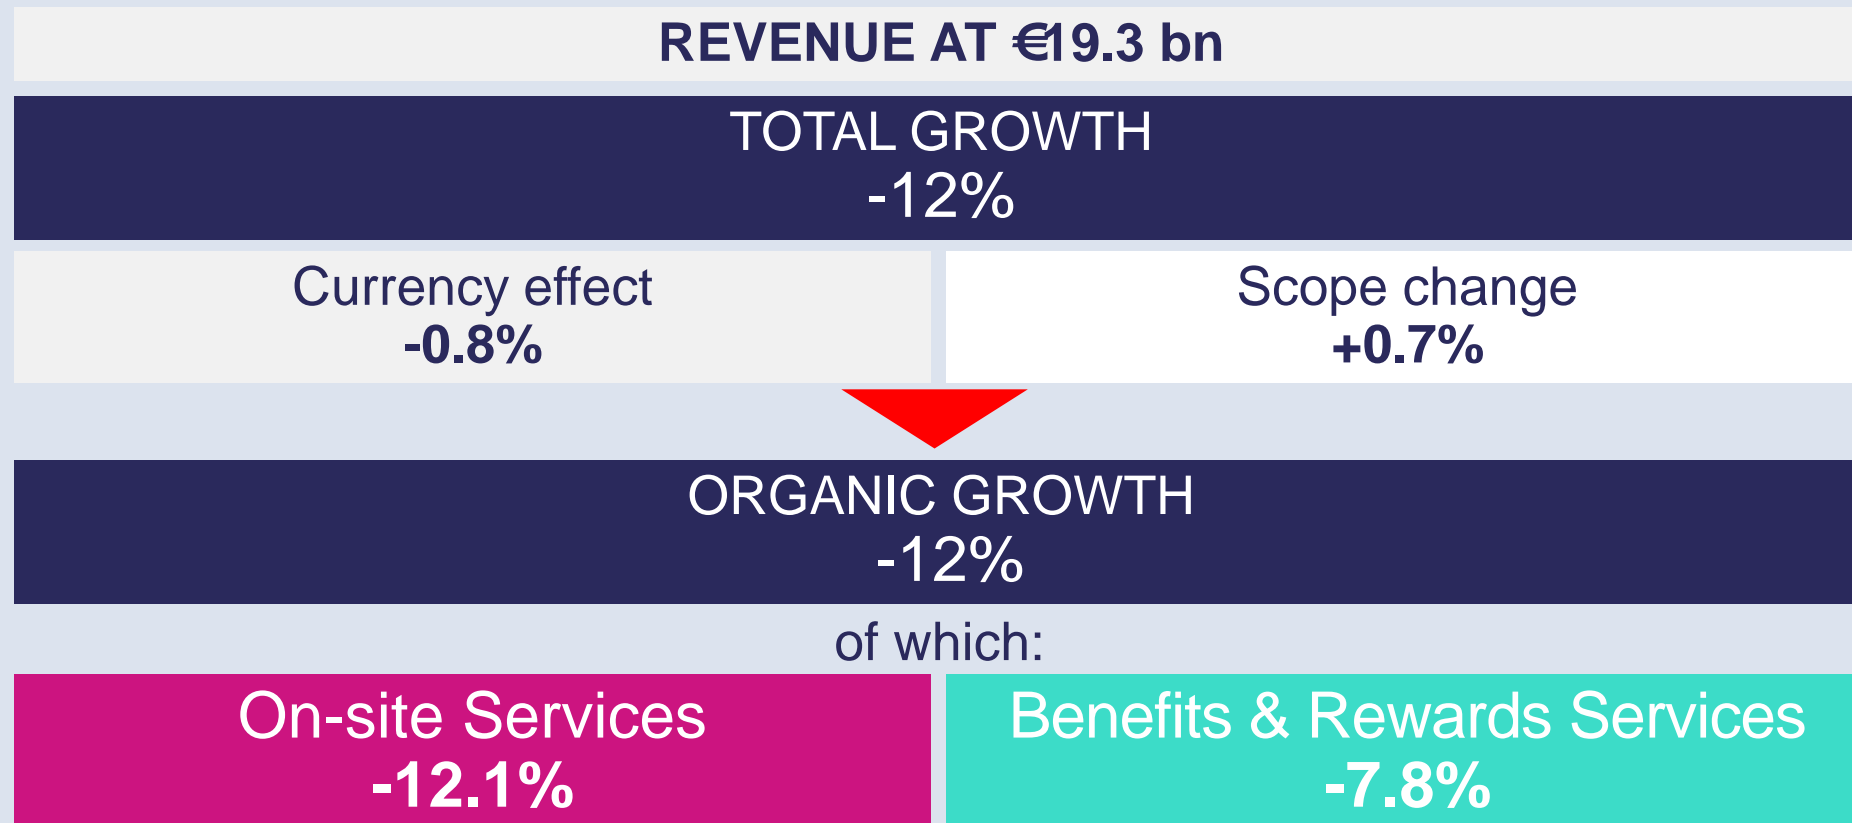 REVENUE AT €19.3 bn
TOTAL GROWTH
-12%
Currency effect
-0.8%
Scope change
+0.7%
ORGANIC GROWTH
-12%
of which:
On-site Services
-12.1%
Benefits & Rewards Services
-7.8%